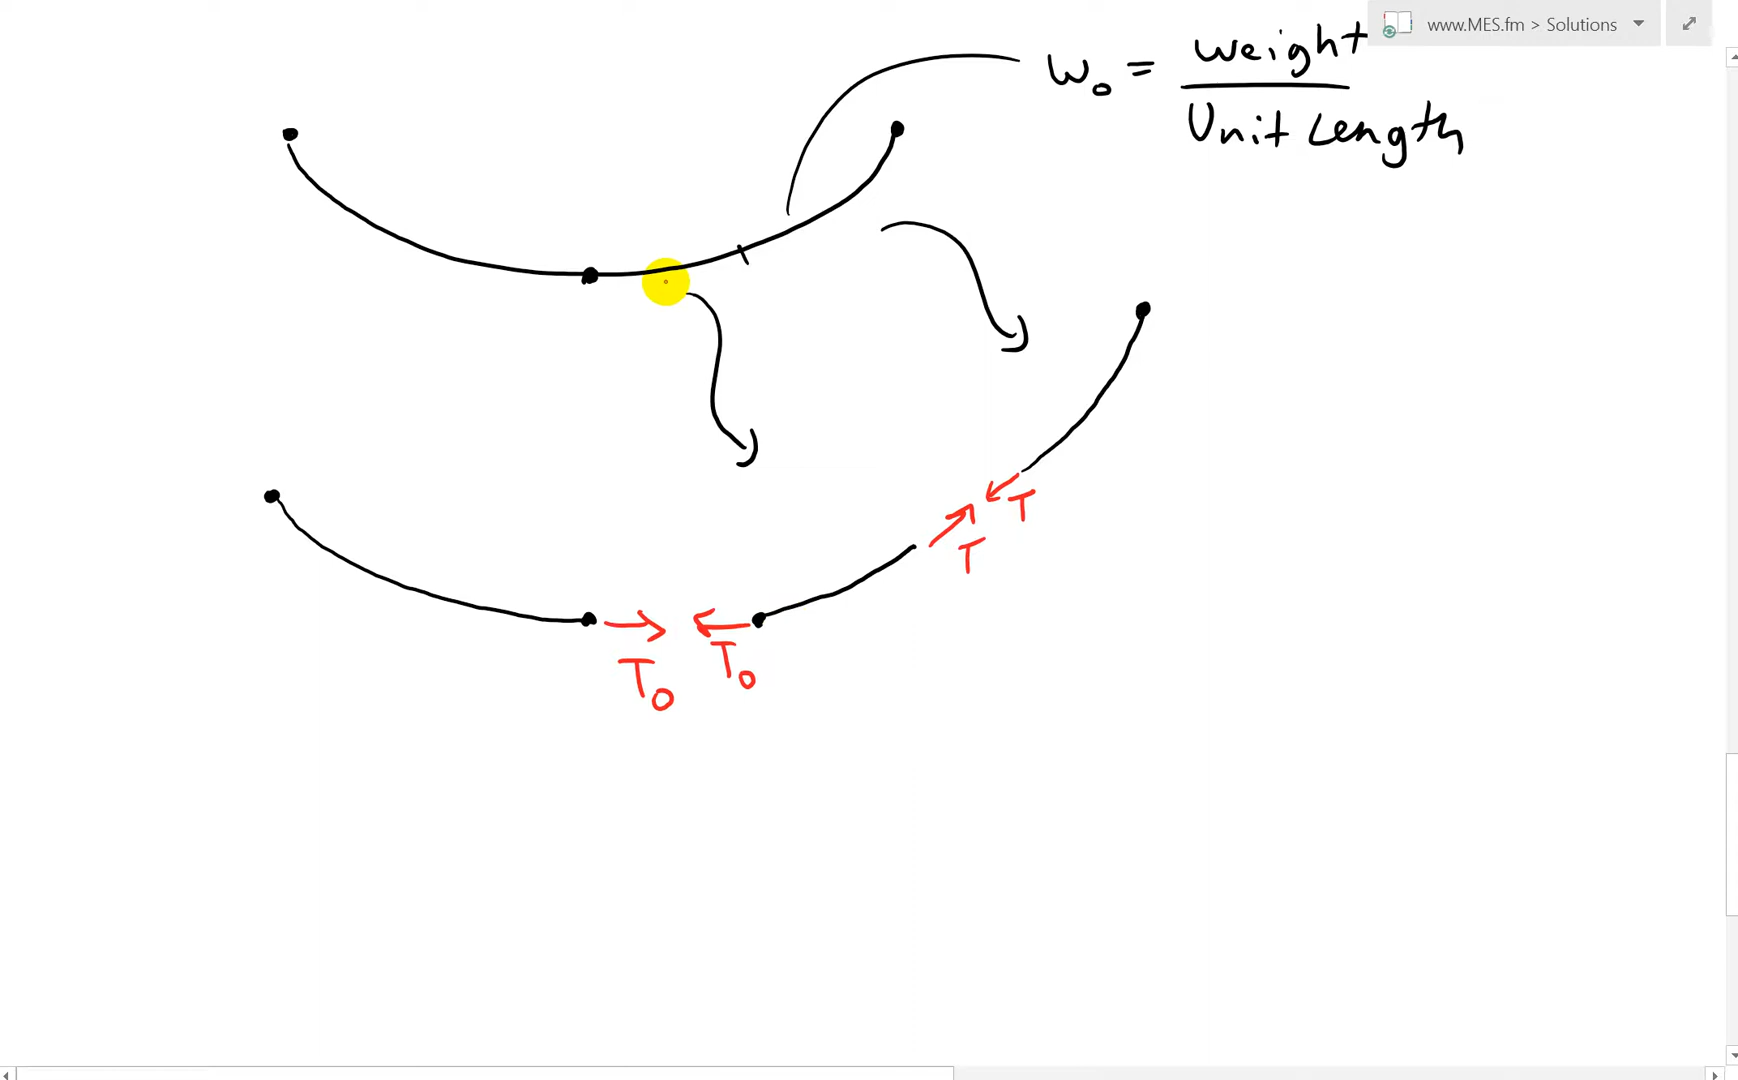 www.MES.fm > Solutions
w₀ = weight
Unit Length
T
T
T₀
T₀